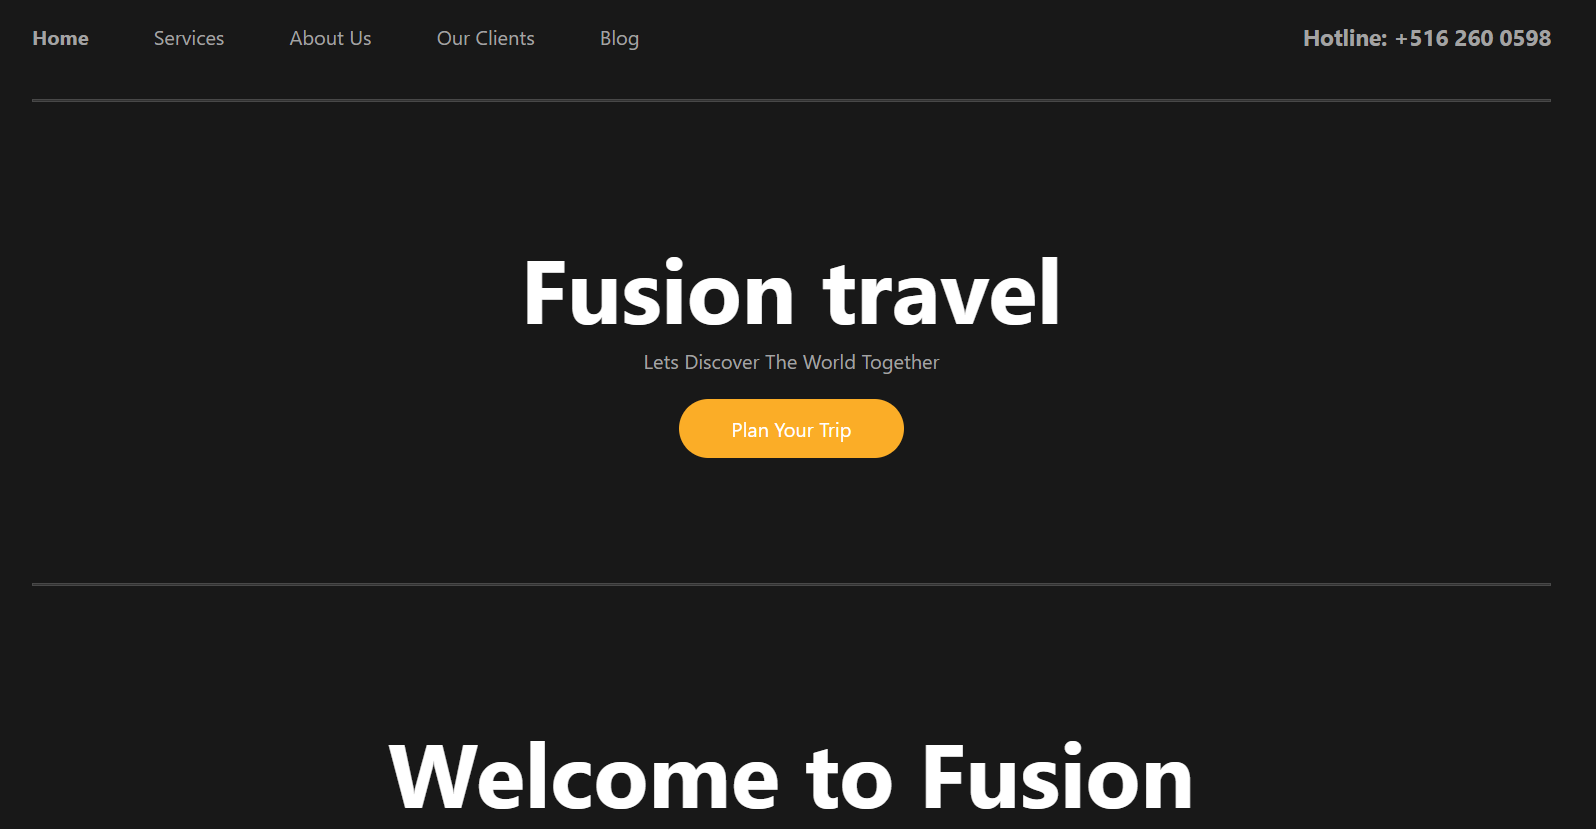 Home Services About Us Our Clients Blog Hotline: +516 260 0598
Fusion travel
Lets Discover The World Together
Plan Your Trip
Welcome to Fusion